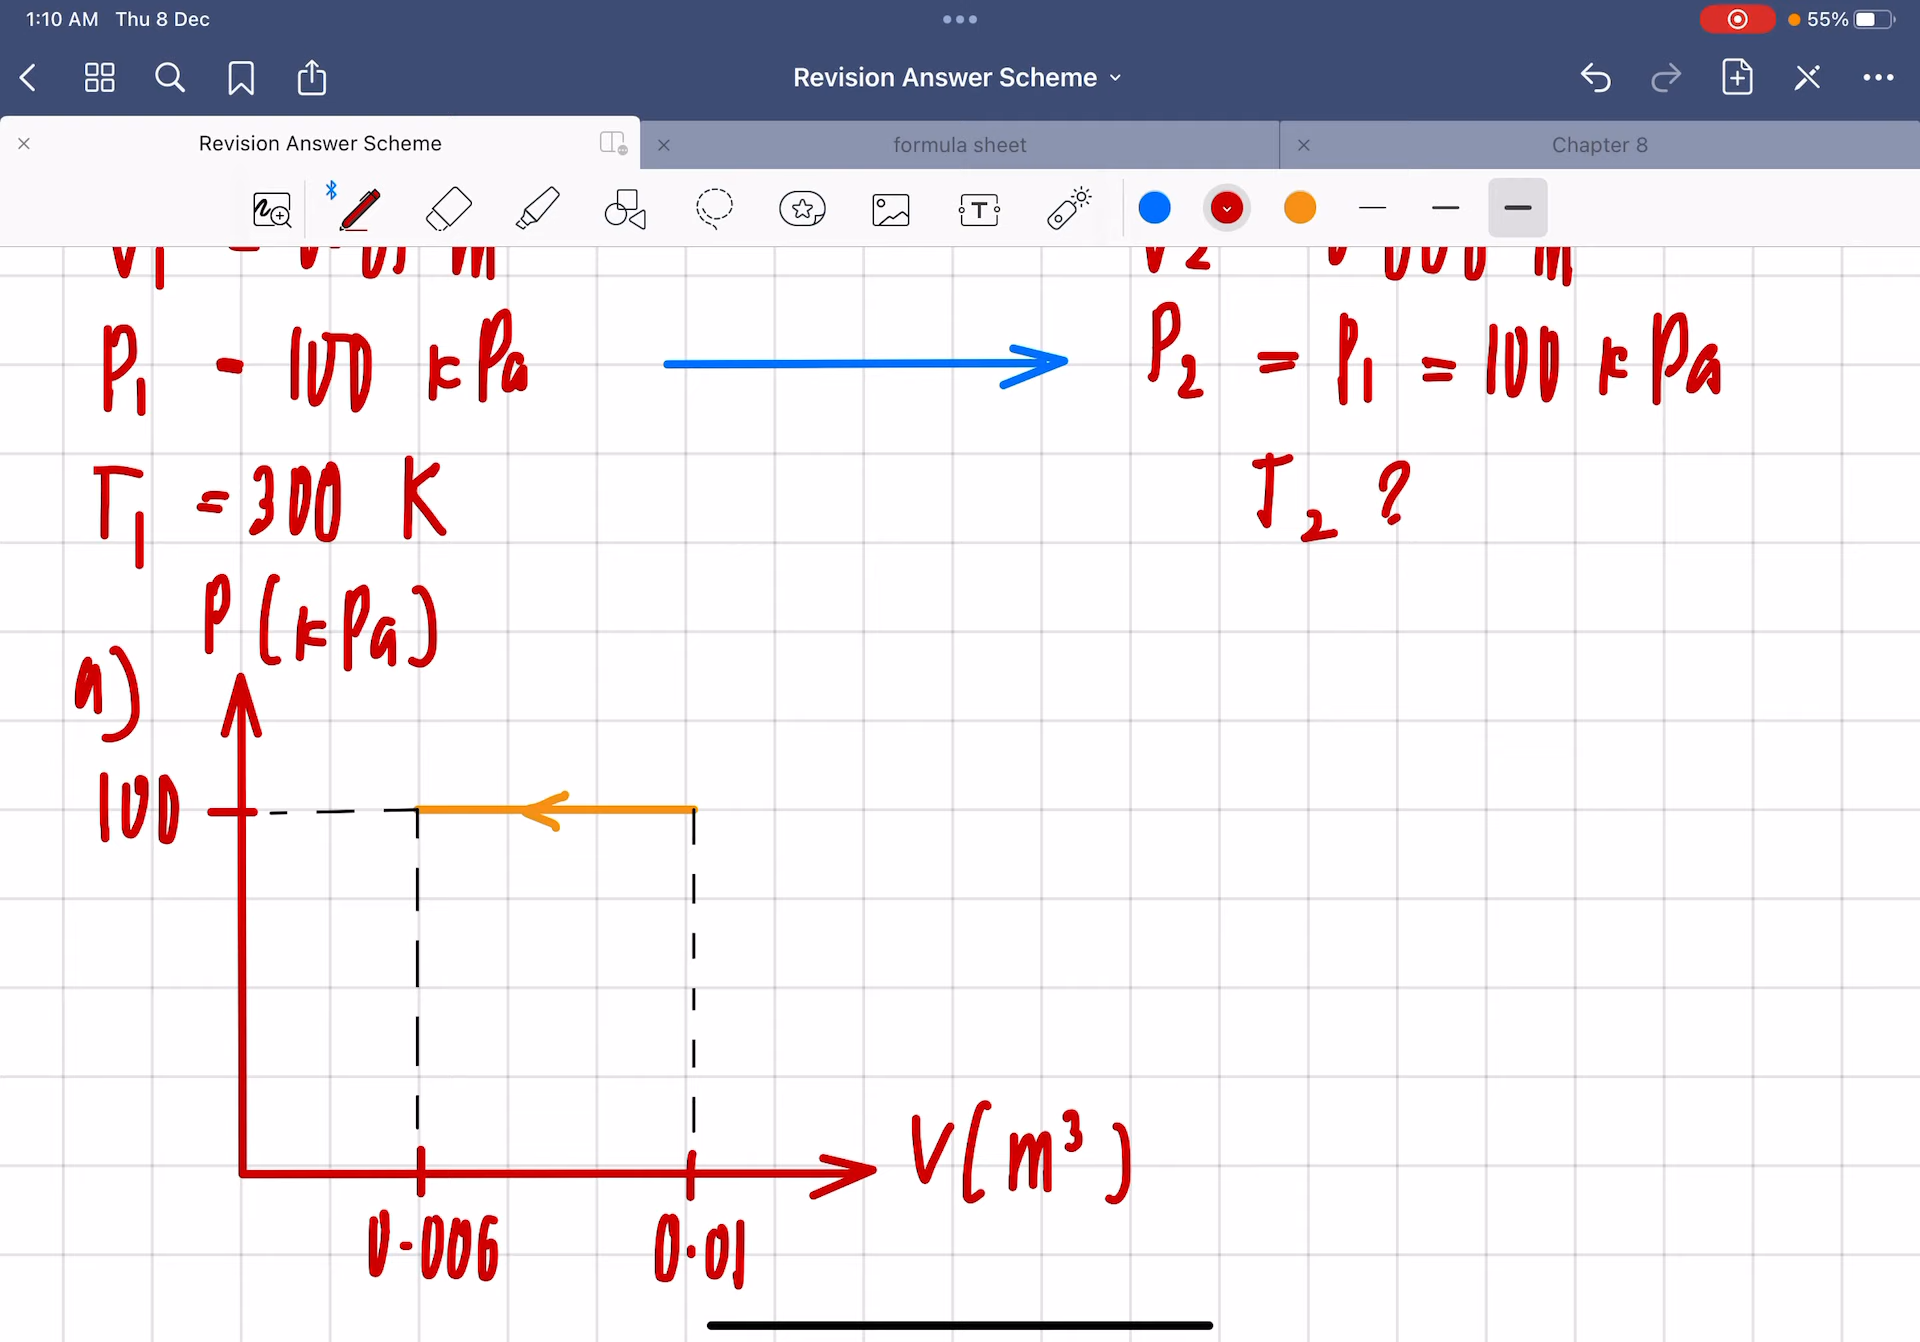 1:10 AM Thu 8 Dec
55%
Revision Answer Scheme
Revision Answer Scheme
formula sheet
Chapter 8
T
P₁ - 100 kPa
P₂ = P₁ = 100 kPa
T₁ = 300 K
T₂ ?
P (kPa)
a)
100
V(m³)
0.006
0.01